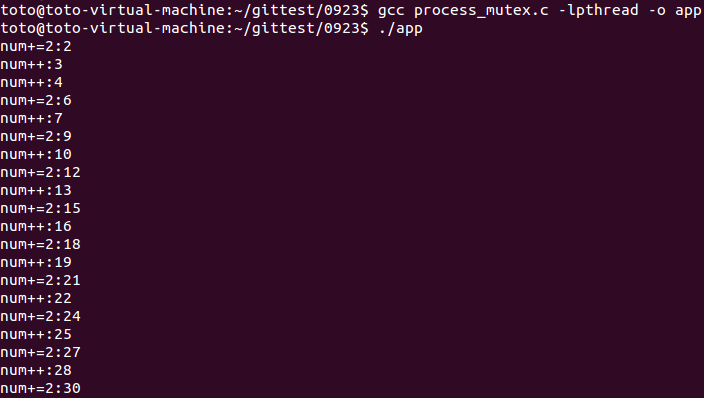 toto@toto-virtual-machine:~/gittest/0923$ gcc process_mutex.c -lpthread -o app
toto@toto-virtual-machine:~/gittest/0923$ ./app
num+=2:2
num++:3
num++:4
num+=2:6
num++:7
num+=2:9
num++:10
num+=2:12
num++:13
num+=2:15
num++:16
num+=2:18
num++:19
num+=2:21
num++:22
num+=2:24
num++:25
num+=2:27
num++:28
num+=2:30